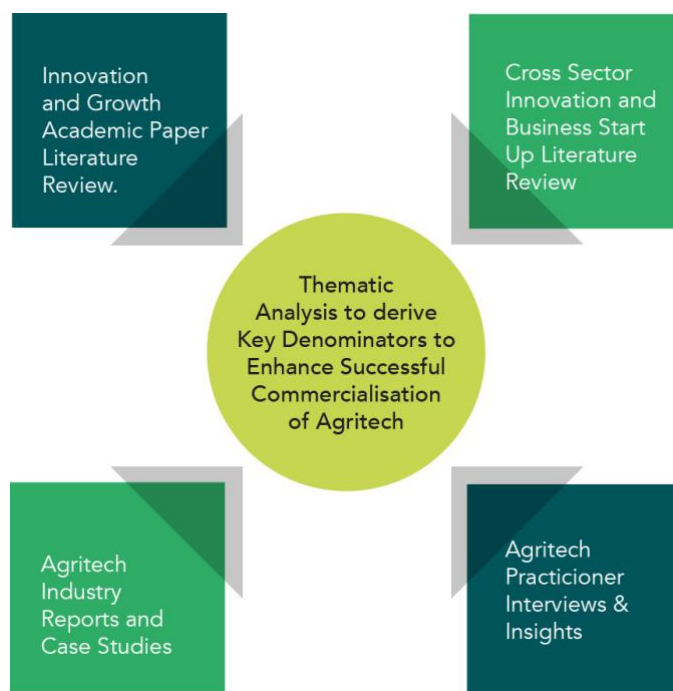 Innovation
and Growth
Academic Paper
Literature
Review.
Cross Sector
Innovation and
Business Start
Up Literature
Review
Thematic
Analysis to derive
Key Denominators to
Enhance Successful
Commercialisation
of Agritech
Agritech
Industry
Reports and
Case Studies
Agritech
Practicioner
Interviews &
Insights